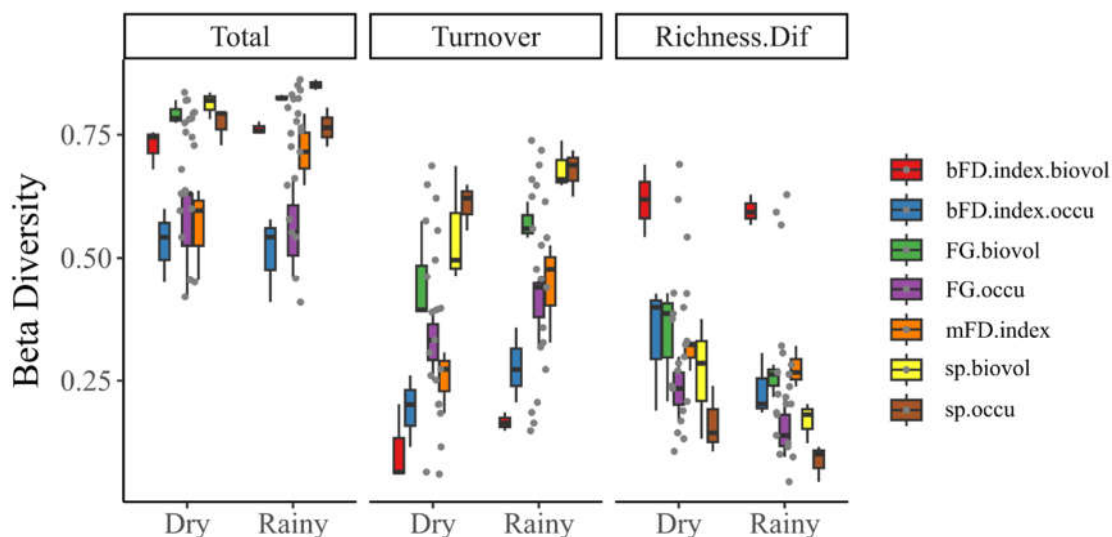 Total Turnover Richness.Dif
Beta Diversity
0.75
0.50
0.25
Dry Rainy Dry Rainy Dry Rainy
bFD.index.biovol
bFD.index.occu
FG.biovol
FG.occu
mFD.index
sp.biovol
sp.occu